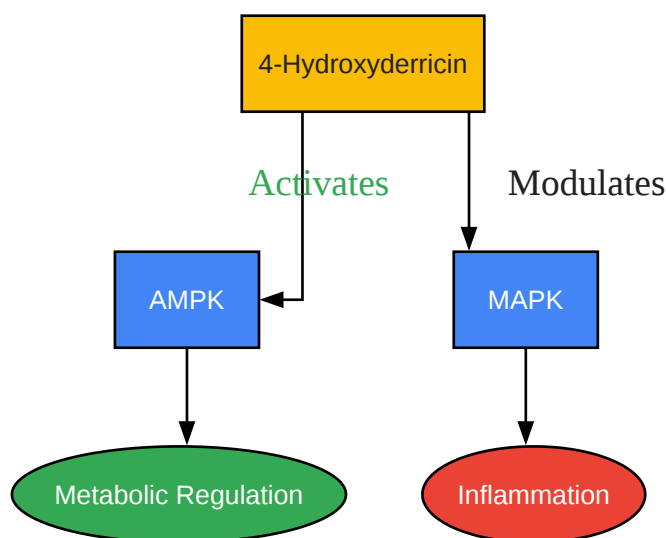 4-Hydroxyderricin
Activates
Modulates
AMPK
MAPK
Metabolic Regulation
Inflammation